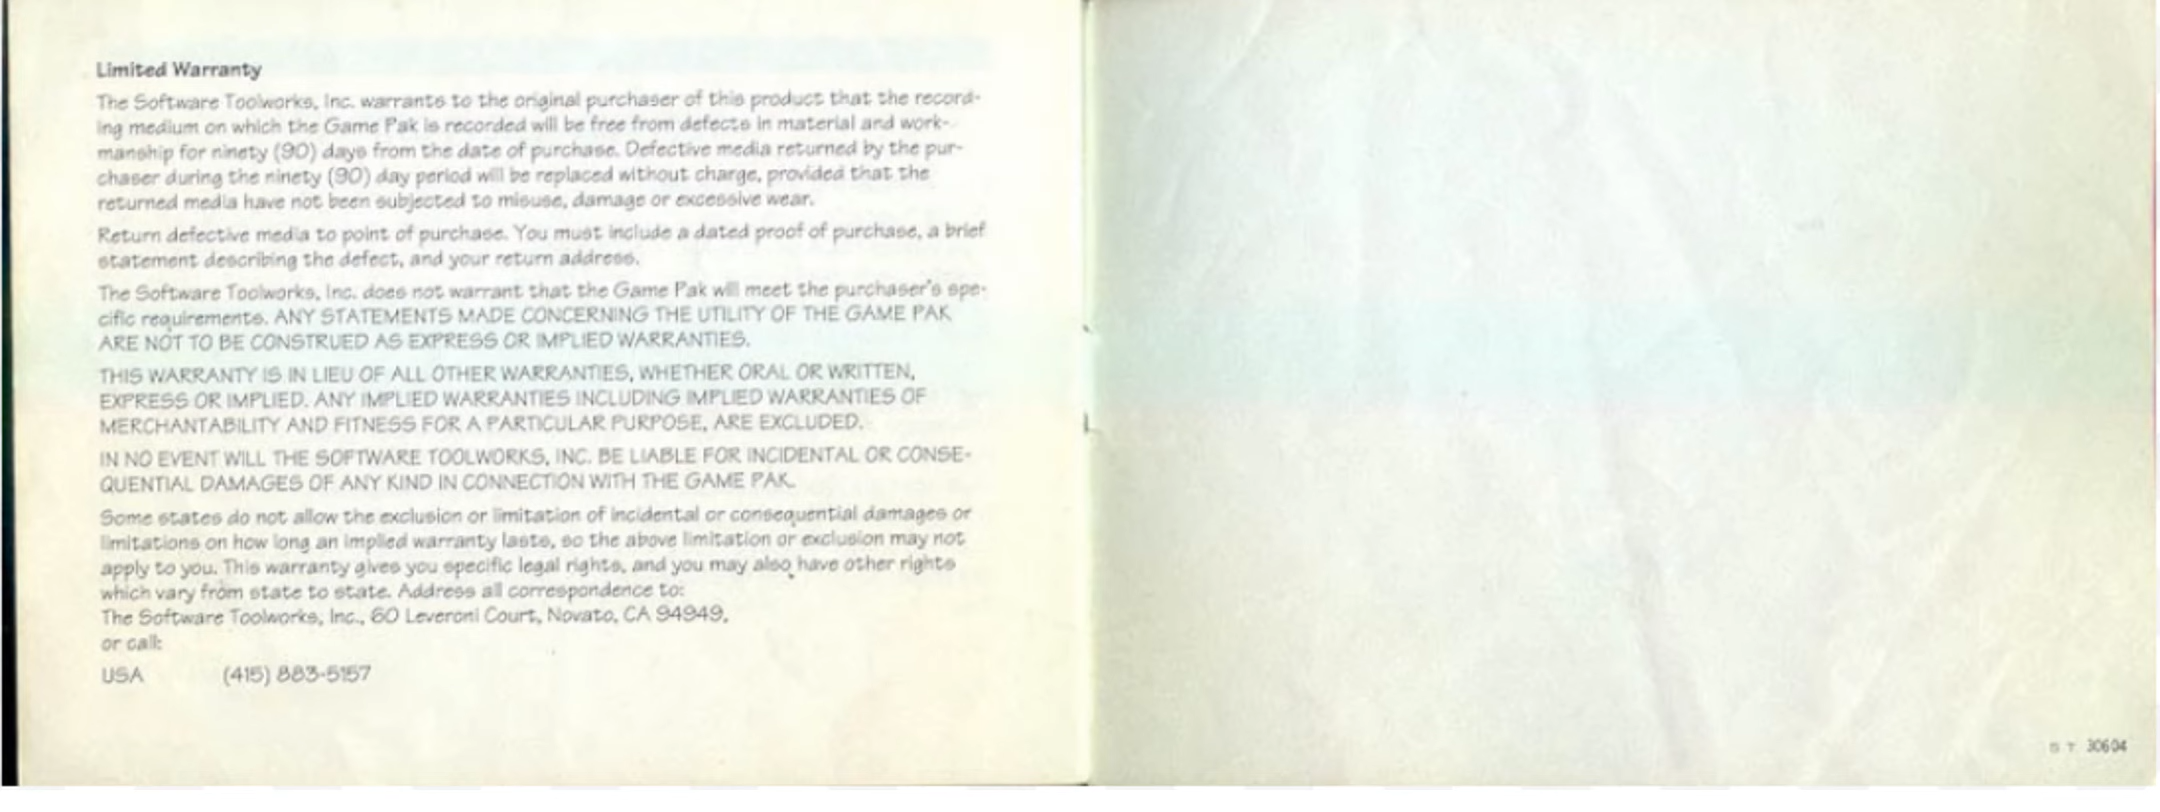 Limited Warranty
The Software Toolworks, Inc. warrants to the original purchaser of this product that the record-
ing medium on which the Game Pak is recorded will be free from defects in material and work-
manship for ninety (90) days from the date of purchase. Defective media returned by the pur-
chaser during the ninety (90) day period will be replaced without charge, provided that the
returned media have not been subjected to misuse, damage or excessive wear.
Return defective media to point of purchase. You must include a dated proof of purchase, a brief
statement describing the defect, and your return address.
The Software Toolworks, Inc. does not warrant that the Game Pak will meet the purchaser's spe-
cific requirements. ANY STATEMENTS MADE CONCERNING THE UTILITY OF THE GAME PAK
ARE NOT TO BE CONSTRUED AS EXPRESS OR IMPLIED WARRANTIES.
THIS WARRANTY IS IN LIEU OF ALL OTHER WARRANTIES, WHETHER ORAL OR WRITTEN,
EXPRESS OR IMPLIED. ANY IMPLIED WARRANTIES INCLUDING IMPLIED WARRANTIES OF
MERCHANTABILITY AND FITNESS FOR A PARTICULAR PURPOSE, ARE EXCLUDED.
IN NO EVENT WILL THE SOFTWARE TOOLWORKS, INC. BE LIABLE FOR INCIDENTAL OR CONSE-
QUENTIAL DAMAGES OF ANY KIND IN CONNECTION WITH THE GAME PAK.
Some states do not allow the exclusion or limitation of incidental or consequential damages or
limitations on how long an implied warranty lasts, so the above limitation or exclusion may not
apply to you. This warranty gives you specific legal rights, and you may also have other rights
which vary from state to state. Address all correspondence to:
The Software Toolworks, Inc., 60 Leveroni Court, Novato, CA 94949,
or call:
USA (415) 883-5157
S T 30604